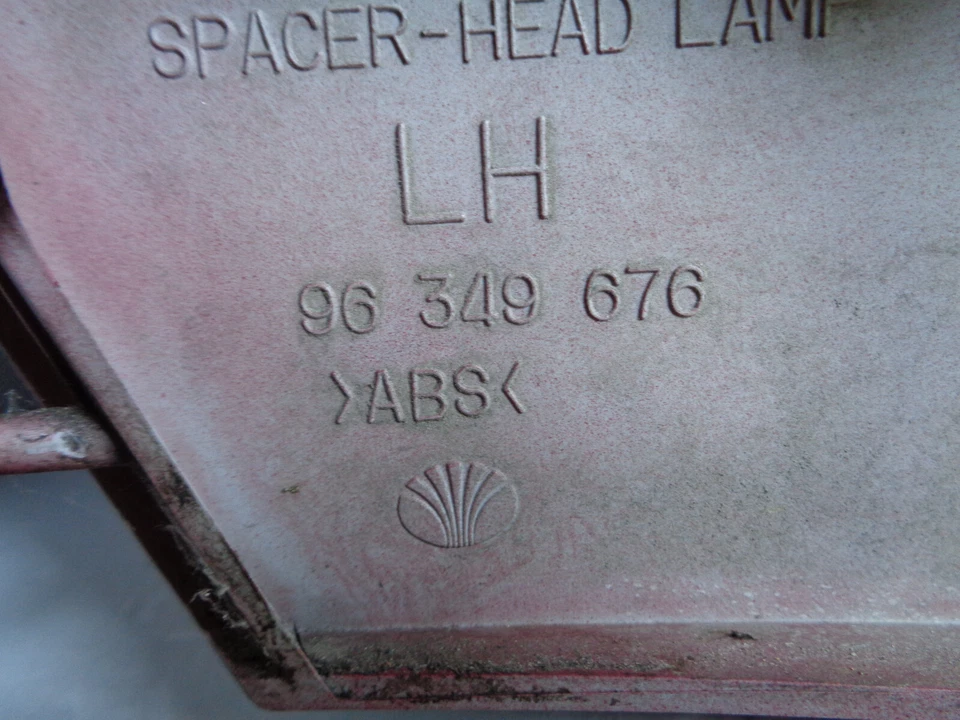 SPACER-HEAD LAMP
LH
96 349 676
>ABS<